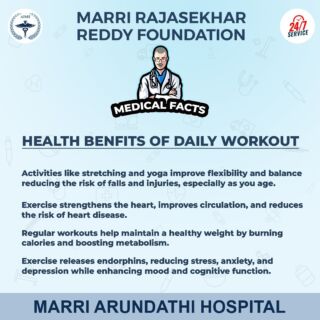 MARRI RAJASEKHAR
REDDY FOUNDATION
24/7
SERVICE
MEDICAL FACTS
HEALTH BENFITS OF DAILY WORKOUT
Activities like stretching and yoga improve flexibility and balance
reducing the risk of falls and injuries, especially as you age.
Exercise strengthens the heart, improves circulation, and reduces
the risk of heart disease.
Regular workouts help maintain a healthy weight by burning
calories and boosting metabolism.
Exercise releases endorphins, reducing stress, anxiety, and
depression while enhancing mood and cognitive function.
MARRI ARUNDATHI HOSPITAL